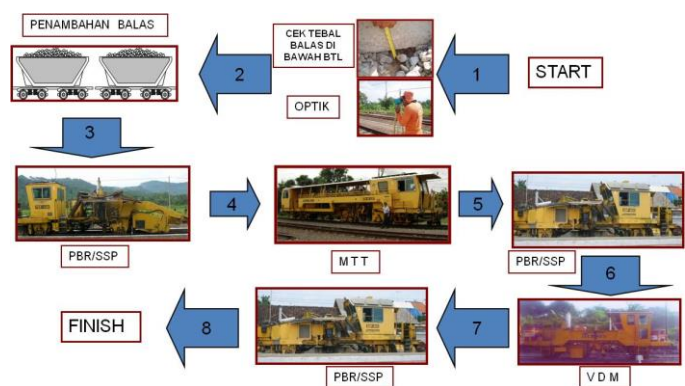 PENAMBAHAN BALAS
CEK TEBAL
BALAS DI
BAWAH BTL
OPTIK
2
1
START
3
4
5
PBR/SSP
MTT
PBR/SSP
6
FINISH
8
7
PBR/SSP
V D M